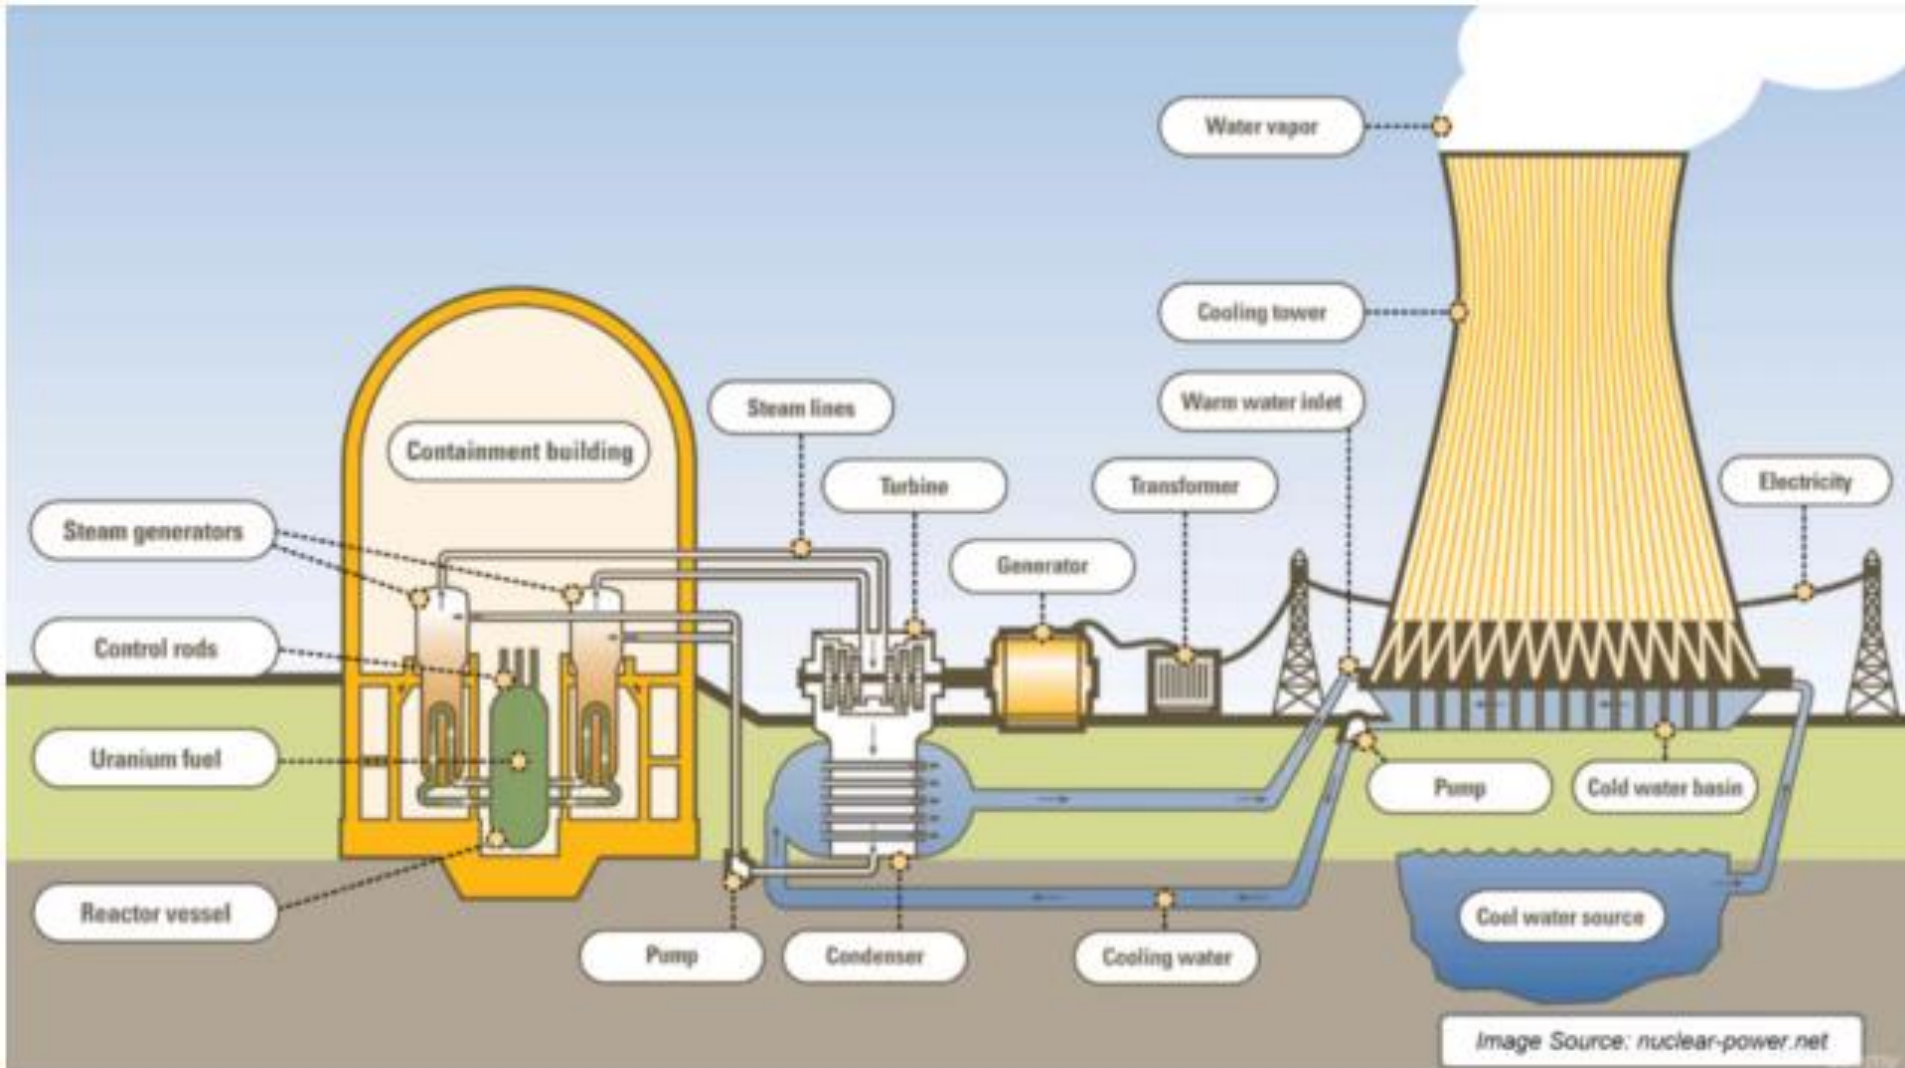 Water vapor
Cooling tower
Warm water inlet
Steam lines
Containment building
Turbine
Transformer
Electricity
Steam generators
Generator
Control rods
Uranium fuel
Pump
Cold water basin
Reactor vessel
Cool water source
Pump
Condenser
Cooling water
Image Source: nuclear-power.net